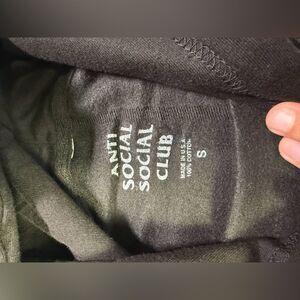 ANTI
SOCIAL
SOCIAL
CLUB
MADE IN U.S.A.
100% COTTON
S